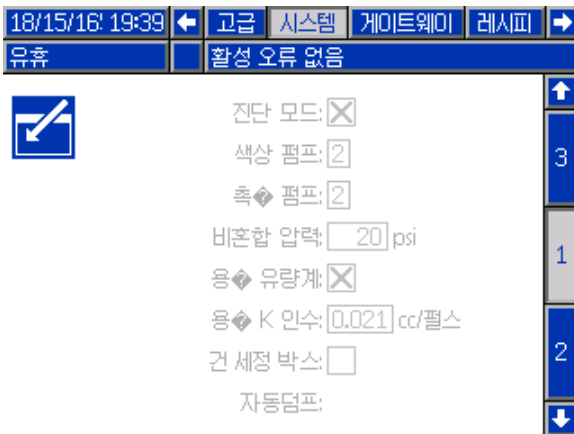 18/15/16! 19:39 고급 시스템 게이트웨이 레시피
유휴 활성 오류 없음
진단 모드:
색상 펌프: 2
촉� 펌프: 2
비혼합 압력: 20 psi
용� 유량계:
용� K 인수: 0.021 cc/펄스
건 세정 박스:
자동덤프:
3
1
2